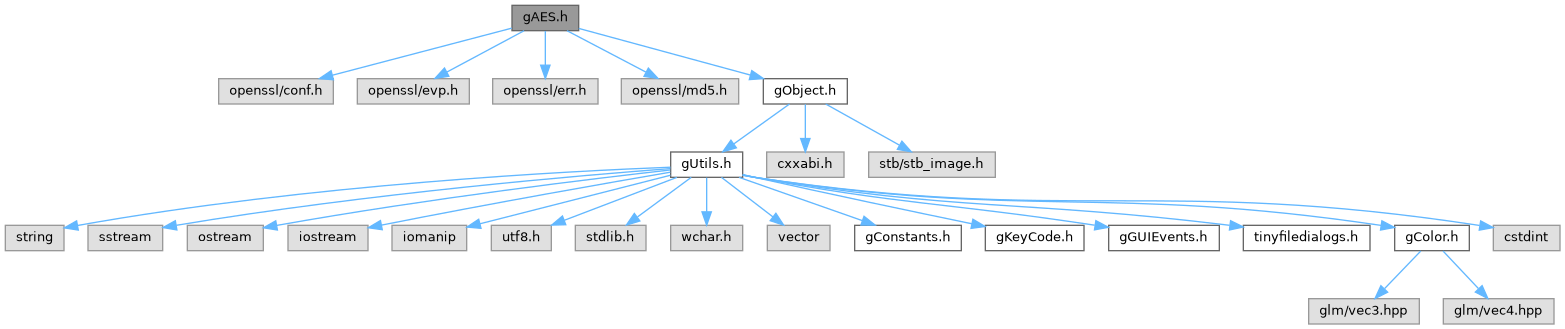 gAES.h
openssl/conf.h
openssl/evp.h
openssl/err.h
openssl/md5.h
gObject.h
gUtils.h
cxxabi.h
stb/stb_image.h
string
sstream
ostream
iostream
iomanip
utf8.h
stdlib.h
wchar.h
vector
gConstants.h
gKeyCode.h
gGUIEvents.h
tinyfiledialogs.h
gColor.h
cstdint
glm/vec3.hpp
glm/vec4.hpp